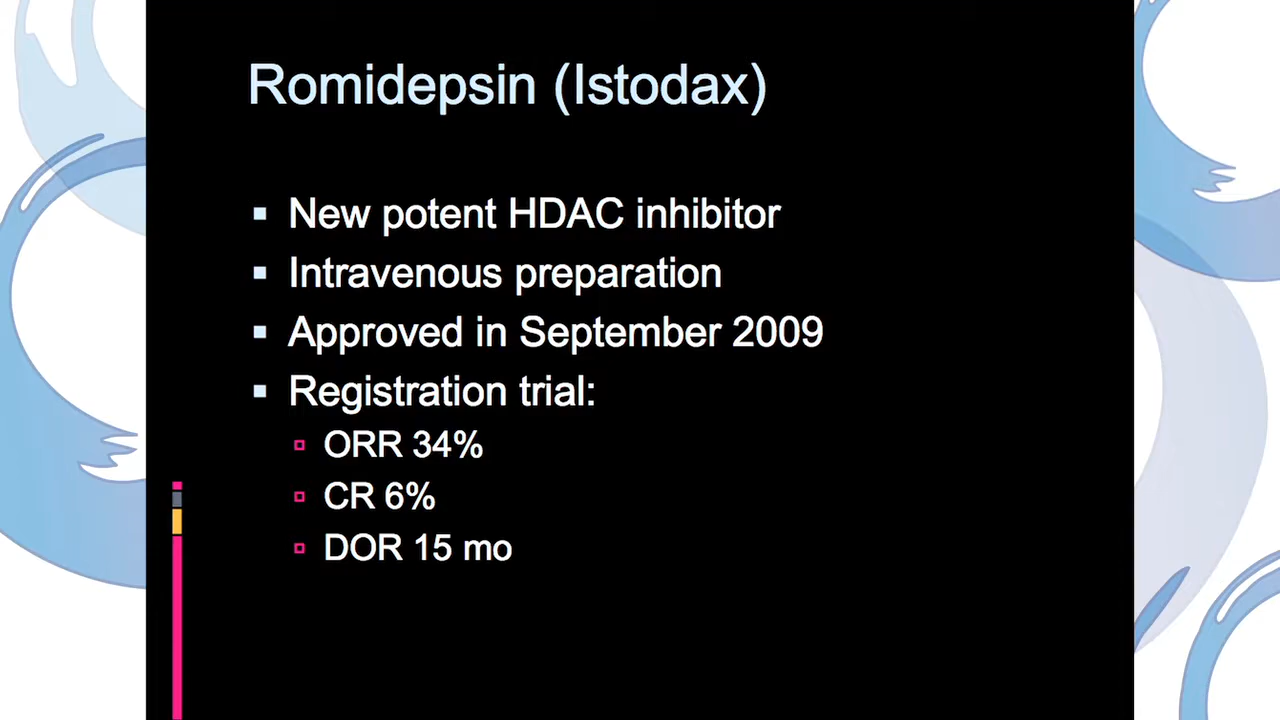 Romidepsin (Istodax)
New potent HDAC inhibitor
Intravenous preparation
Approved in September 2009
Registration trial:
ORR 34%
CR 6%
DOR 15 mo